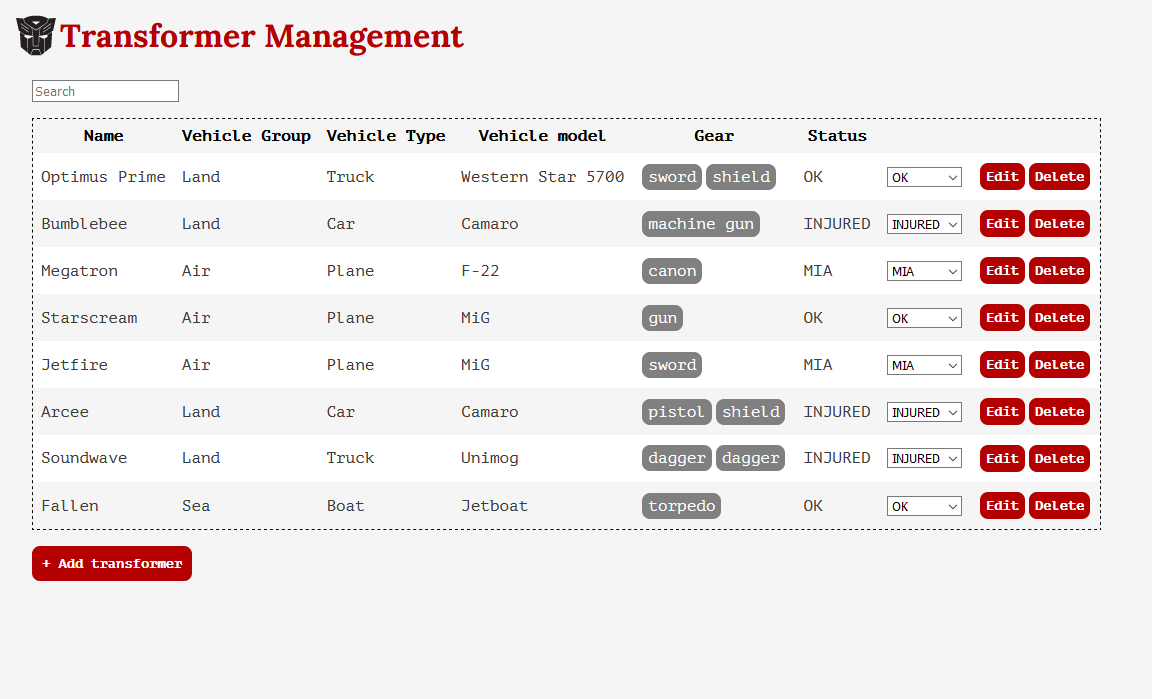 Transformer Management
Search
Name Vehicle Group Vehicle Type Vehicle model Gear Status
Optimus Prime Land Truck Western Star 5700 sword shield OK OK Edit Delete
Bumblebee Land Car Camaro machine gun INJURED INJURED Edit Delete
Megatron Air Plane F-22 canon MIA MIA Edit Delete
Starscream Air Plane MiG gun OK OK Edit Delete
Jetfire Air Plane MiG sword MIA MIA Edit Delete
Arcee Land Car Camaro pistol shield INJURED INJURED Edit Delete
Soundwave Land Truck Unimog dagger dagger INJURED INJURED Edit Delete
Fallen Sea Boat Jetboat torpedo OK OK Edit Delete
+ Add transformer